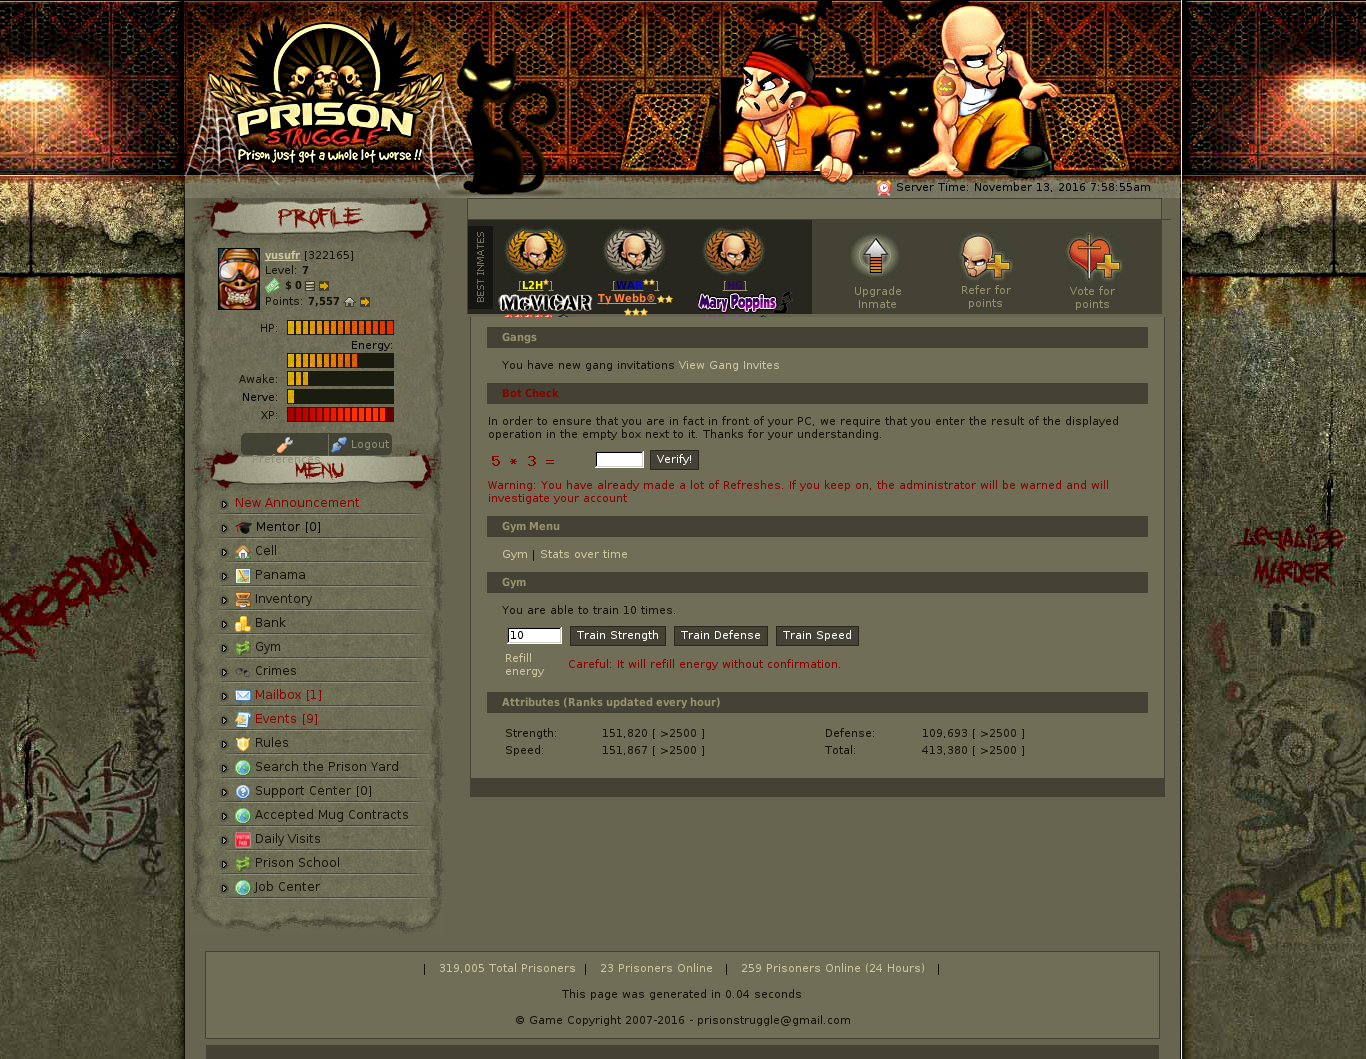 PRISON
STRUGGLE
Prison just got a whole lot worse !!
Server Time: November 13, 2016 7:58:55am
PROFILE
yusufr [322165]
Level: 7
$ 0
Points: 7,557
HP:
Energy:
Awake:
Nerve:
XP:
Preferences
Logout
MENU
New Announcement
Mentor [0]
Cell
Panama
Inventory
Bank
Gym
Crimes
Mailbox [1]
Events [9]
Rules
Search the Prison Yard
Support Center [0]
Accepted Mug Contracts
Daily Visits
Prison School
Job Center
BEST INMATES
[L2H*]
McVICAR
[WAR**]
Ty Webb®
[HG]
Mary Poppins
Upgrade
Inmate
Refer for
points
Vote for
points
Gangs
You have new gang invitations View Gang Invites
Bot Check
In order to ensure that you are in fact in front of your PC, we require that you enter the result of the displayed
operation in the empty box next to it. Thanks for your understanding.
5 * 3 =
Verify!
Warning: You have already made a lot of Refreshes. If you keep on, the administrator will be warned and will
investigate your account
Gym Menu
Gym | Stats over time
Gym
You are able to train 10 times.
10 Train Strength Train Defense Train Speed
Refill
energy
Careful: It will refill energy without confirmation.
Attributes (Ranks updated every hour)
Strength: 151,820 [ >2500 ] Defense: 109,693 [ >2500 ]
Speed: 151,867 [ >2500 ] Total: 413,380 [ >2500 ]
FREEDOM
LEGALIZE
MURDER
| 319,005 Total Prisoners | 23 Prisoners Online | 259 Prisoners Online (24 Hours) |
This page was generated in 0.04 seconds
© Game Copyright 2007-2016 - prisonstruggle@gmail.com